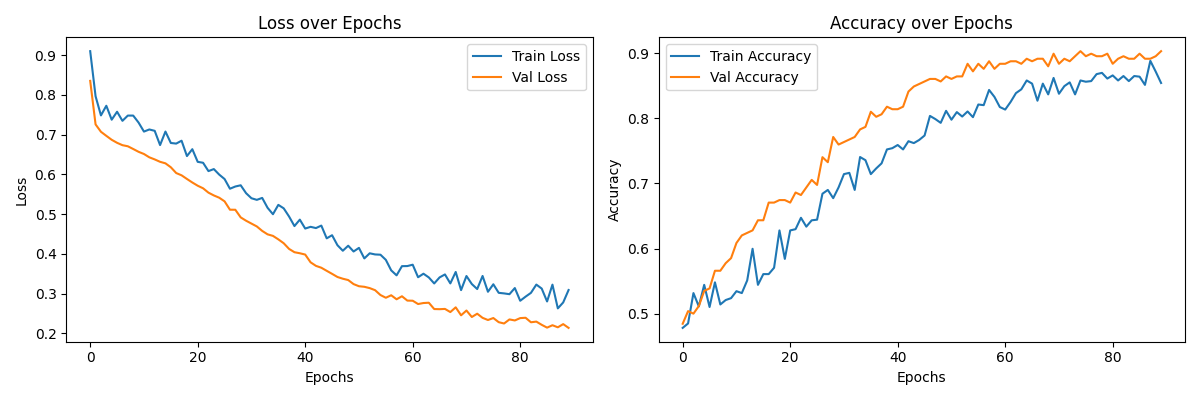 Loss over Epochs
Train Loss
Val Loss
0.9
0.8
0.7
0.6
0.5
0.4
0.3
0.2
Loss
0 20 40 60 80
Epochs
Accuracy over Epochs
Train Accuracy
Val Accuracy
0.9
0.8
0.7
0.6
0.5
Accuracy
0 20 40 60 80
Epochs